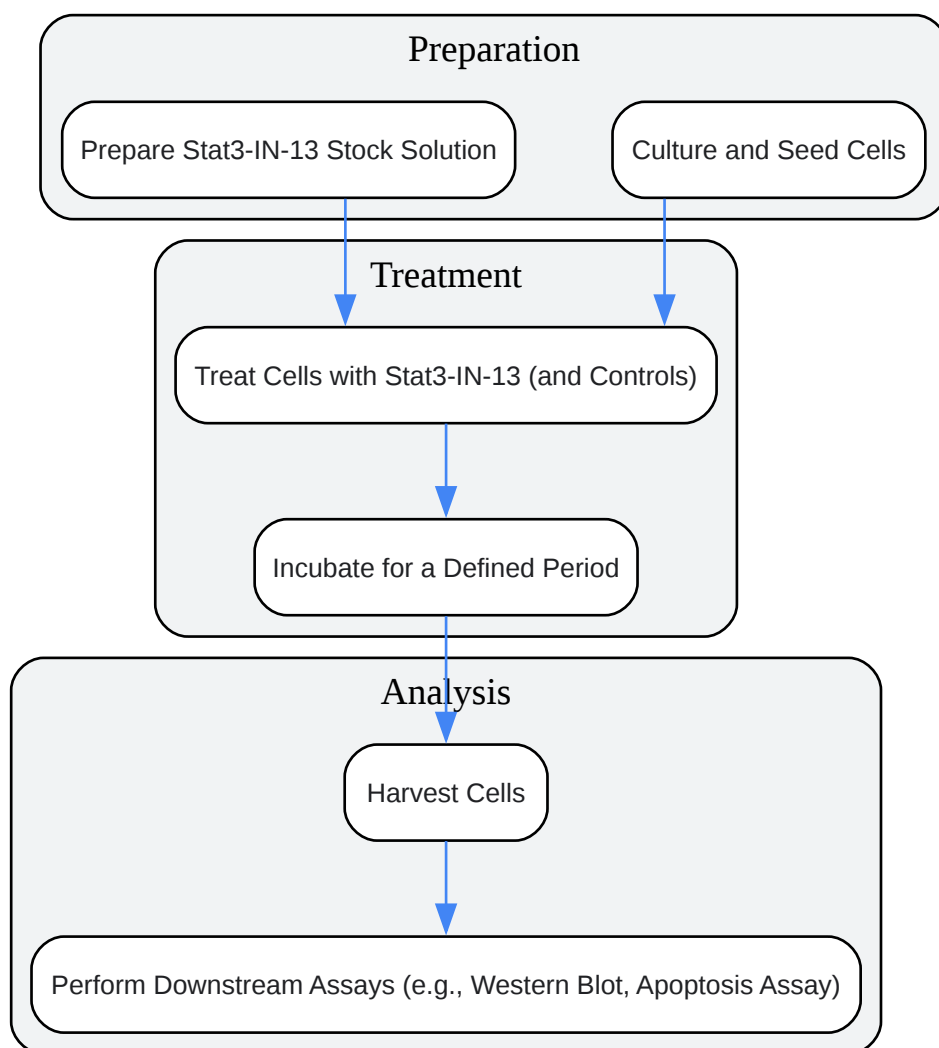 Preparation
Prepare Stat3-IN-13 Stock Solution
Culture and Seed Cells
Treatment
Treat Cells with Stat3-IN-13 (and Controls)
Incubate for a Defined Period
Analysis
Harvest Cells
Perform Downstream Assays (e.g., Western Blot, Apoptosis Assay)